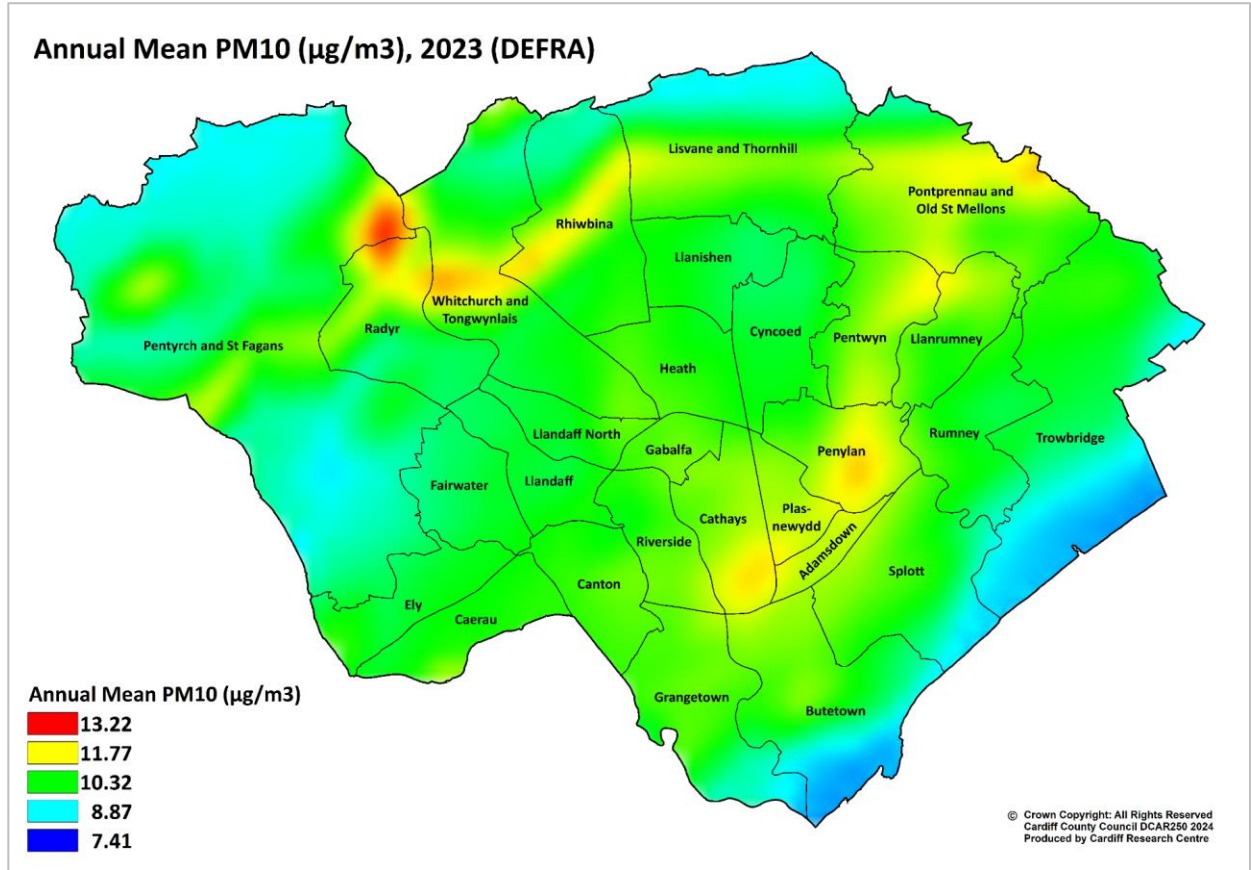 Annual Mean PM10 (µg/m3), 2023 (DEFRA)
Lisvane and Thornhill
Pontprennau and
Old St Mellons
Rhiwbina
Llanishen
Whitchurch and
Tongwynlais
Radyr
Pentyrch and St Fagans
Cyncoed
Pentwyn
Llanrumney
Heath
Llandaff North
Gabalfa
Penylan
Rumney
Trowbridge
Fairwater
Llandaff
Cathays
Plas-
newydd
Riverside
Adamsdown
Splott
Canton
Ely
Caerau
Grangetown
Butetown
Annual Mean PM10 (µg/m3)
13.22
11.77
10.32
8.87
7.41
© Crown Copyright: All Rights Reserved
Cardiff County Council DCAR250 2024
Produced by Cardiff Research Centre